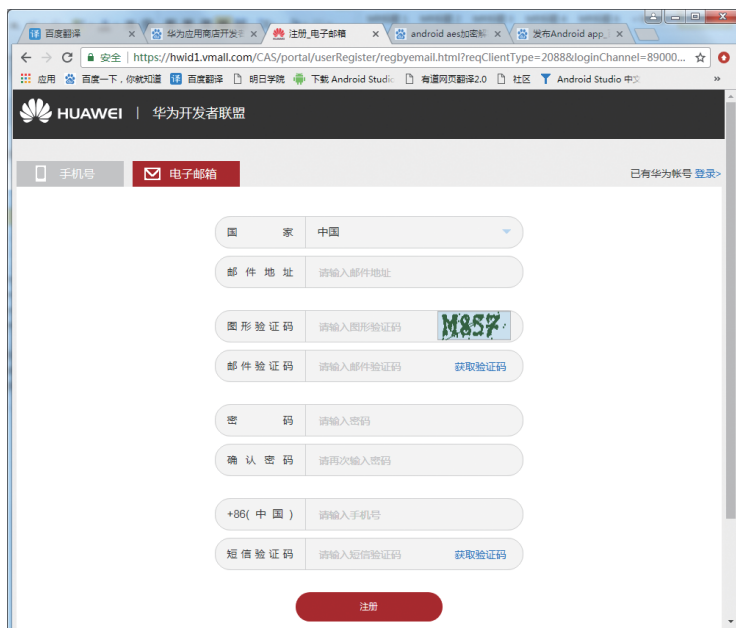 百度翻译 华为应用商店开发 注册_电子邮箱 android aes加密解 发布Android app_
安全 https://hwid1.vmall.com/CAS/portal/userRegister/regbyemail.html?reqClientType=2088&loginChannel=89000...
应用 百度一下，你就知道 百度翻译 明日学院 下载 Android Studio 有道网页翻译2.0 社区 Android Studio 中文 »
HUAWEI | 华为开发者联盟
手机号 电子邮箱 已有华为帐号 登录>
国 家 中国
邮件地址 请输入邮件地址
图形验证码 请输入图形验证码 M857
邮件验证码 请输入邮件验证码 获取验证码
密 码 请输入密码
确认密码 请再次输入密码
+86(中国) 请输入手机号
短信验证码 请输入短信验证码 获取验证码
注册